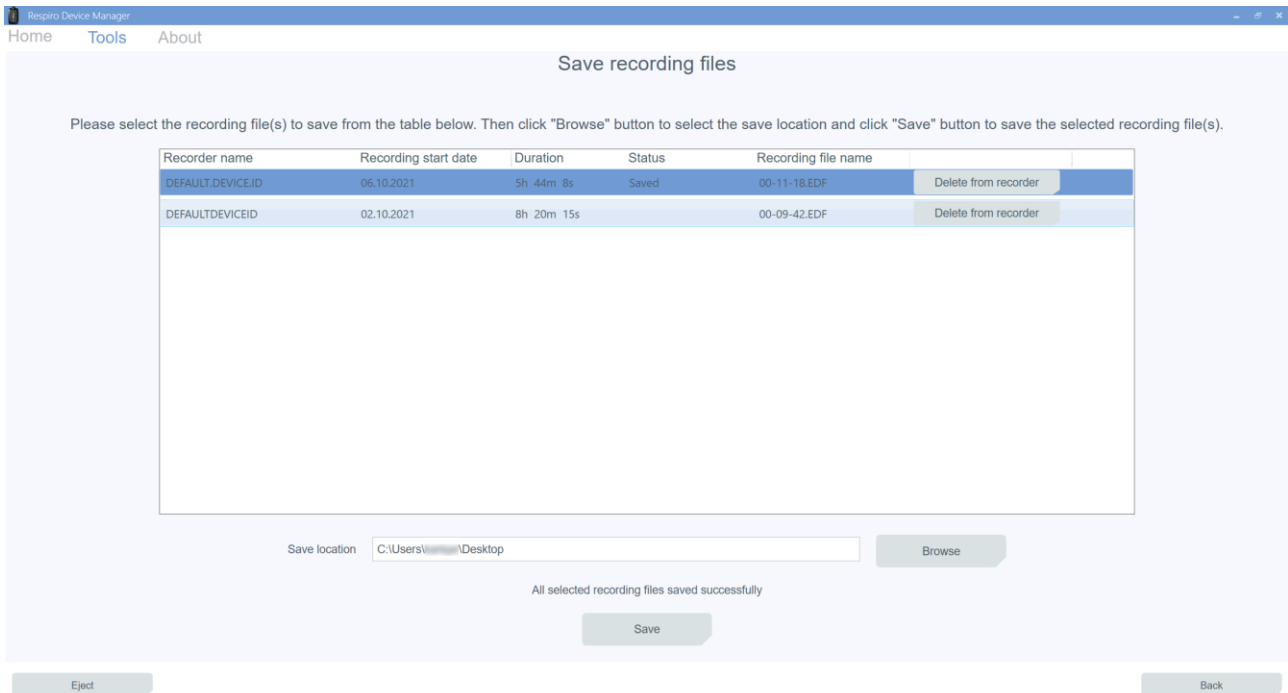 Respiro Device Manager
Home Tools About
Save recording files
Please select the recording file(s) to save from the table below. Then click "Browse" button to select the save location and click "Save" button to save the selected recording file(s).
Recorder name Recording start date Duration Status Recording file name
DEFAULT.DEVICE.ID 06.10.2021 5h 44m 8s Saved 00-11-18.EDF Delete from recorder
DEFAULTDEVICEID 02.10.2021 8h 20m 15s 00-09-42.EDF Delete from recorder
Save location C:\Users\ \Desktop Browse
All selected recording files saved successfully
Save
Eject Back